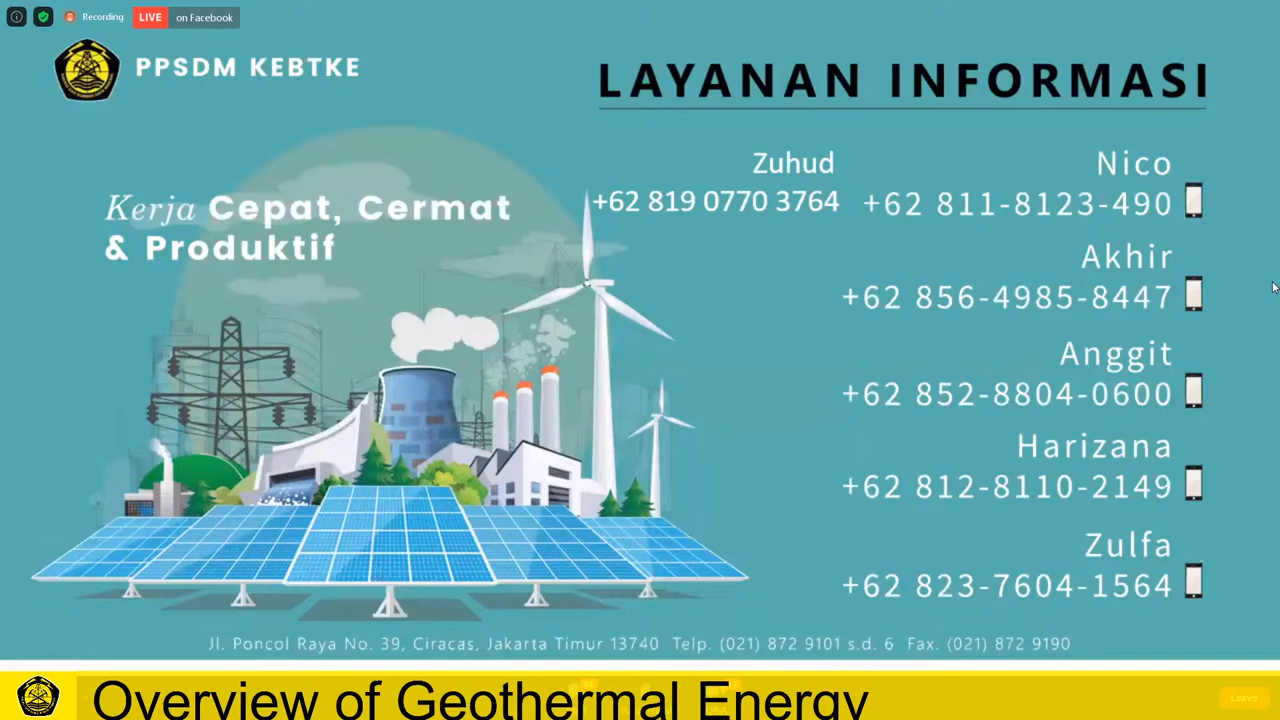 Recording
LIVE on Facebook
PPSDM KEBTKE
LAYANAN INFORMASI
Kerja Cepat, Cermat
& Produktif
Zuhud
+62 819 0770 3764
Nico
+62 811-8123-490
Akhir
+62 856-4985-8447
Anggit
+62 852-8804-0600
Harizana
+62 812-8110-2149
Zulfa
+62 823-7604-1564
Jl. Poncol Raya No. 39, Ciracas, Jakarta Timur 13740 Telp. (021) 872 9101 s.d. 6 Fax. (021) 872 9190
Overview of Geothermal Energy
Leave